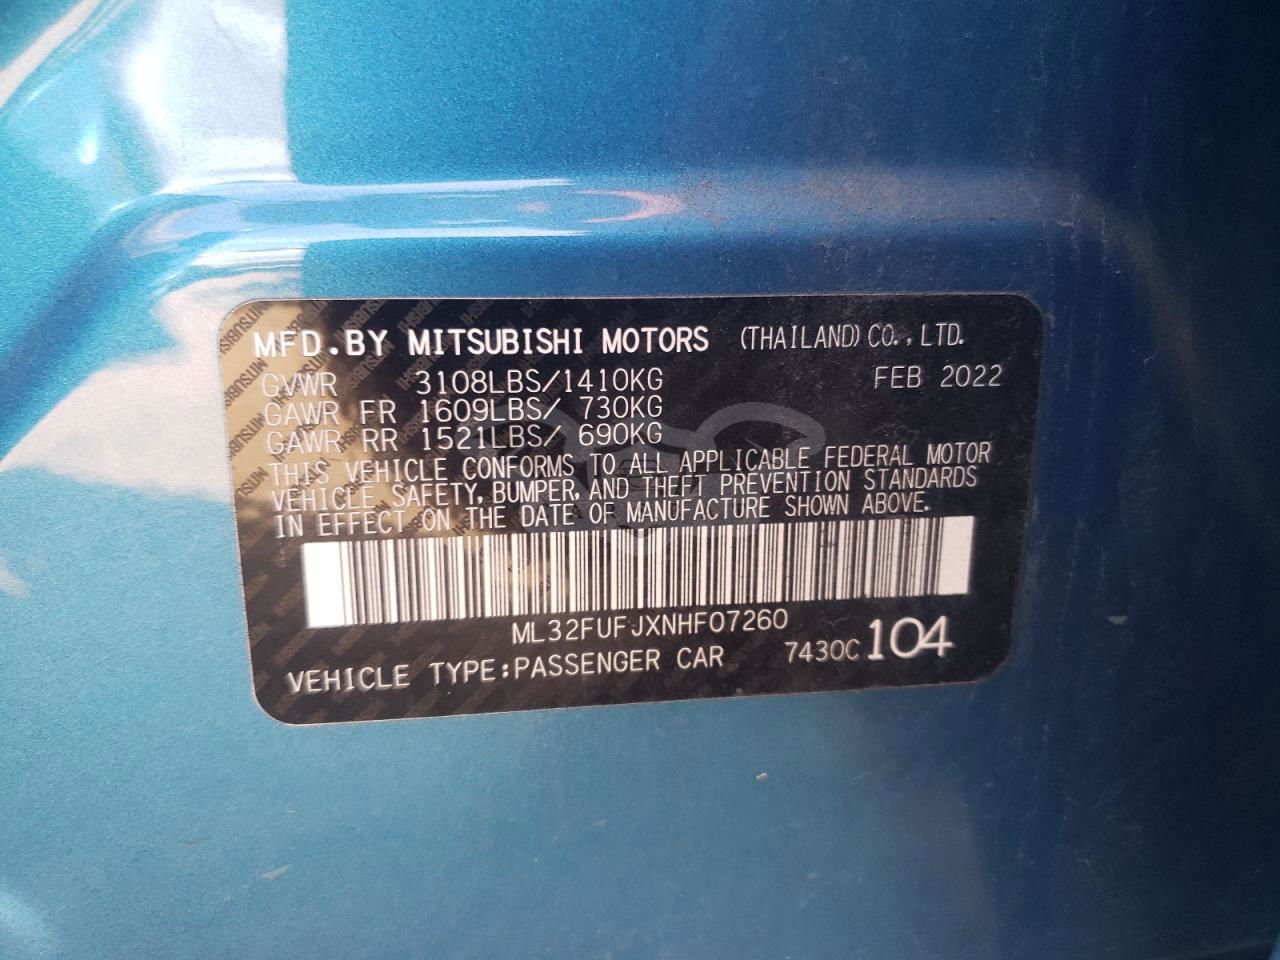 MFD.BY MITSUBISHI MOTORS (THAILAND) CO., LTD.
GVWR 3108LBS/1410KG FEB 2022
GAWR FR 1609LBS/ 730KG
GAWR RR 1521LBS/ 690KG
THIS VEHICLE CONFORMS TO ALL APPLICABLE FEDERAL MOTOR
VEHICLE SAFETY, BUMPER, AND THEFT PREVENTION STANDARDS
IN EFFECT ON THE DATE OF MANUFACTURE SHOWN ABOVE.
ML32FUFJXNHF07260
VEHICLE TYPE:PASSENGER CAR 7430C 104